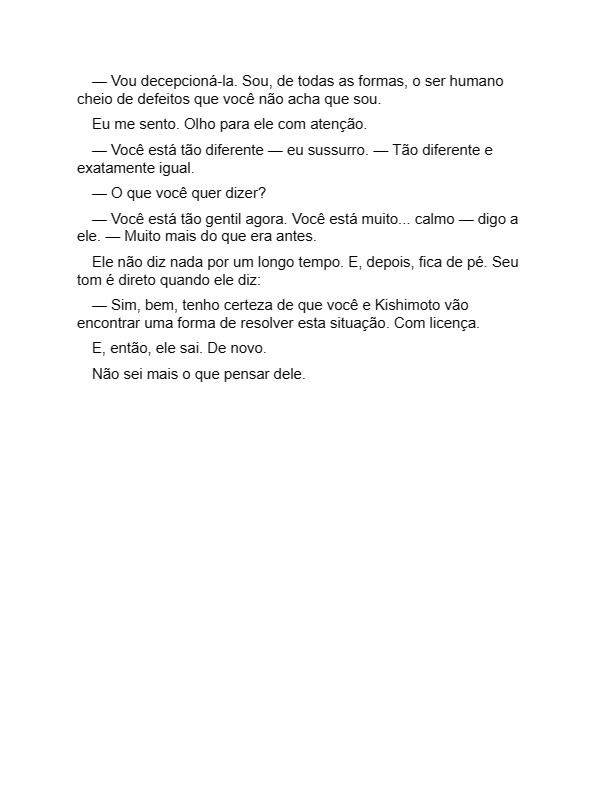 — Vou decepcioná-la. Sou, de todas as formas, o ser humano
cheio de defeitos que você não acha que sou.
Eu me sento. Olho para ele com atenção.
— Você está tão diferente — eu sussurro. — Tão diferente e
exatamente igual.
— O que você quer dizer?
— Você está tão gentil agora. Você está muito... calmo — digo a
ele. — Muito mais do que era antes.
Ele não diz nada por um longo tempo. E, depois, fica de pé. Seu
tom é direto quando ele diz:
— Sim, bem, tenho certeza de que você e Kishimoto vão
encontrar uma forma de resolver esta situação. Com licença.
E, então, ele sai. De novo.
Não sei mais o que pensar dele.